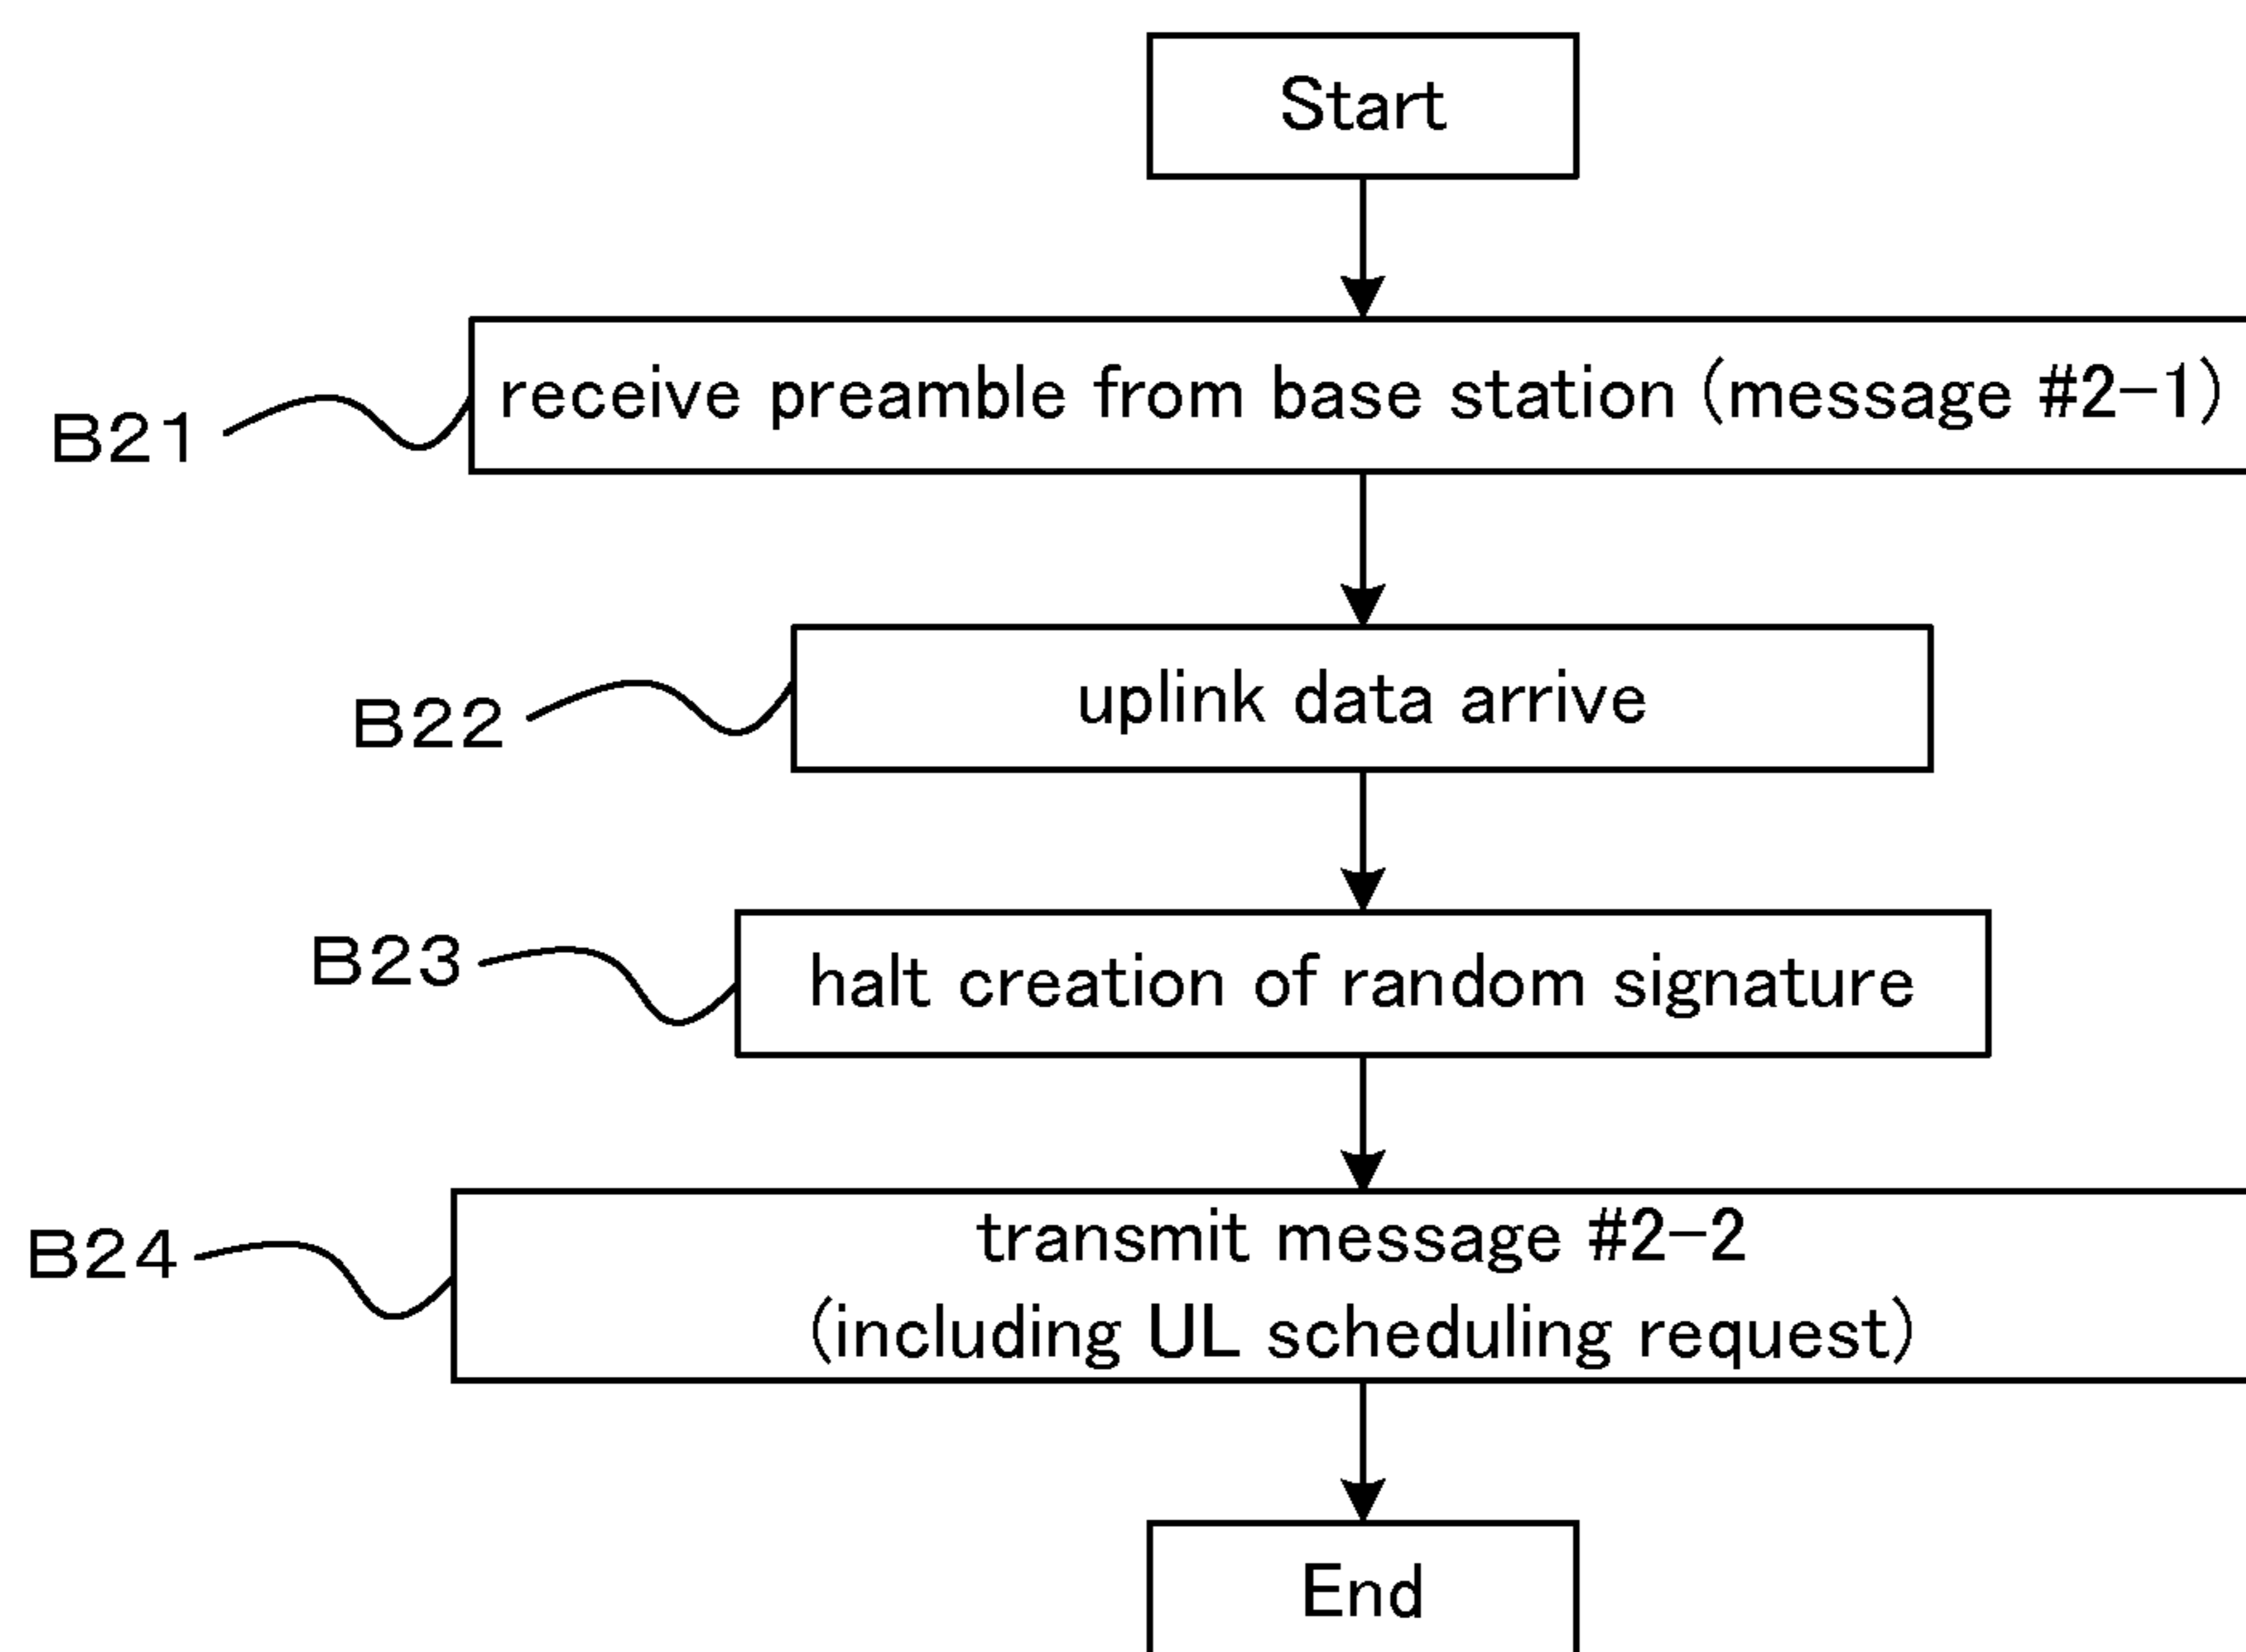 Start
B21
receive preamble from base station (message #2-1)
B22
uplink data arrive
B23
halt creation of random signature
B24
transmit message #2-2
(including UL scheduling request)
End